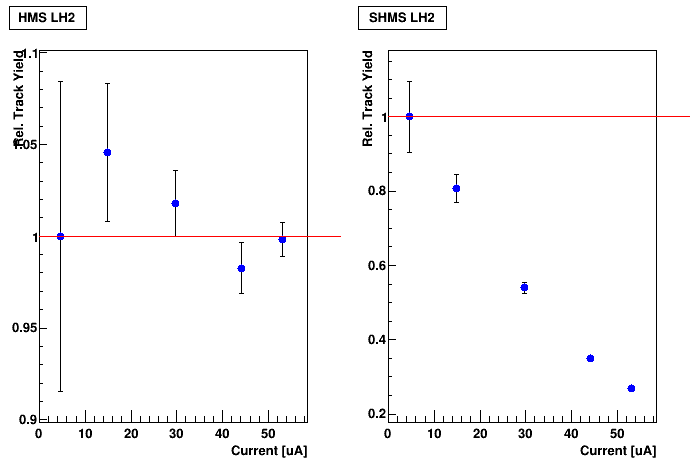 HMS LH2
Rel. Track Yield
1.1
1.05
1
0.95
0.9
0 10 20 30 40 50
Current [uA]
SHMS LH2
Rel. Track Yield
1
0.8
0.6
0.4
0.2
0 10 20 30 40 50
Current [uA]